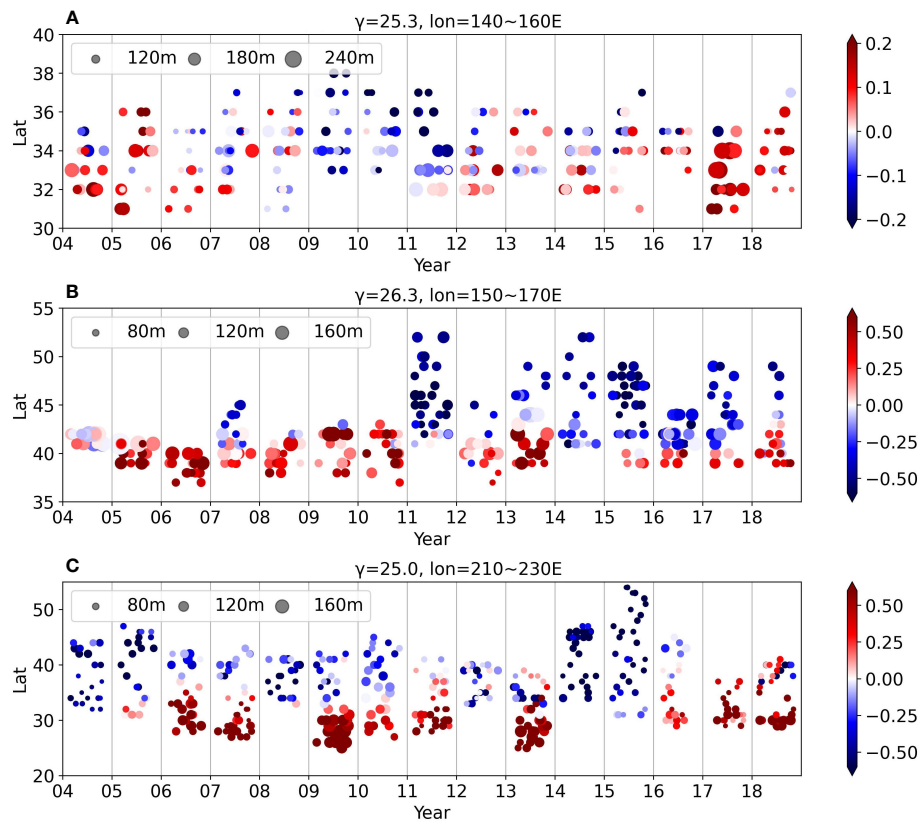 A
γ=25.3, lon=140~160E
120m 180m 240m
Lat
40
38
36
34
32
30
04 05 06 07 08 09 10 11 12 13 14 15 16 17 18
Year
0.2
0.1
0.0
−0.1
−0.2
B
γ=26.3, lon=150~170E
80m 120m 160m
Lat
55
50
45
40
35
04 05 06 07 08 09 10 11 12 13 14 15 16 17 18
Year
0.50
0.25
0.00
−0.25
−0.50
C
γ=25.0, lon=210~230E
80m 120m 160m
Lat
50
40
30
20
04 05 06 07 08 09 10 11 12 13 14 15 16 17 18
Year
0.50
0.25
0.00
−0.25
−0.50